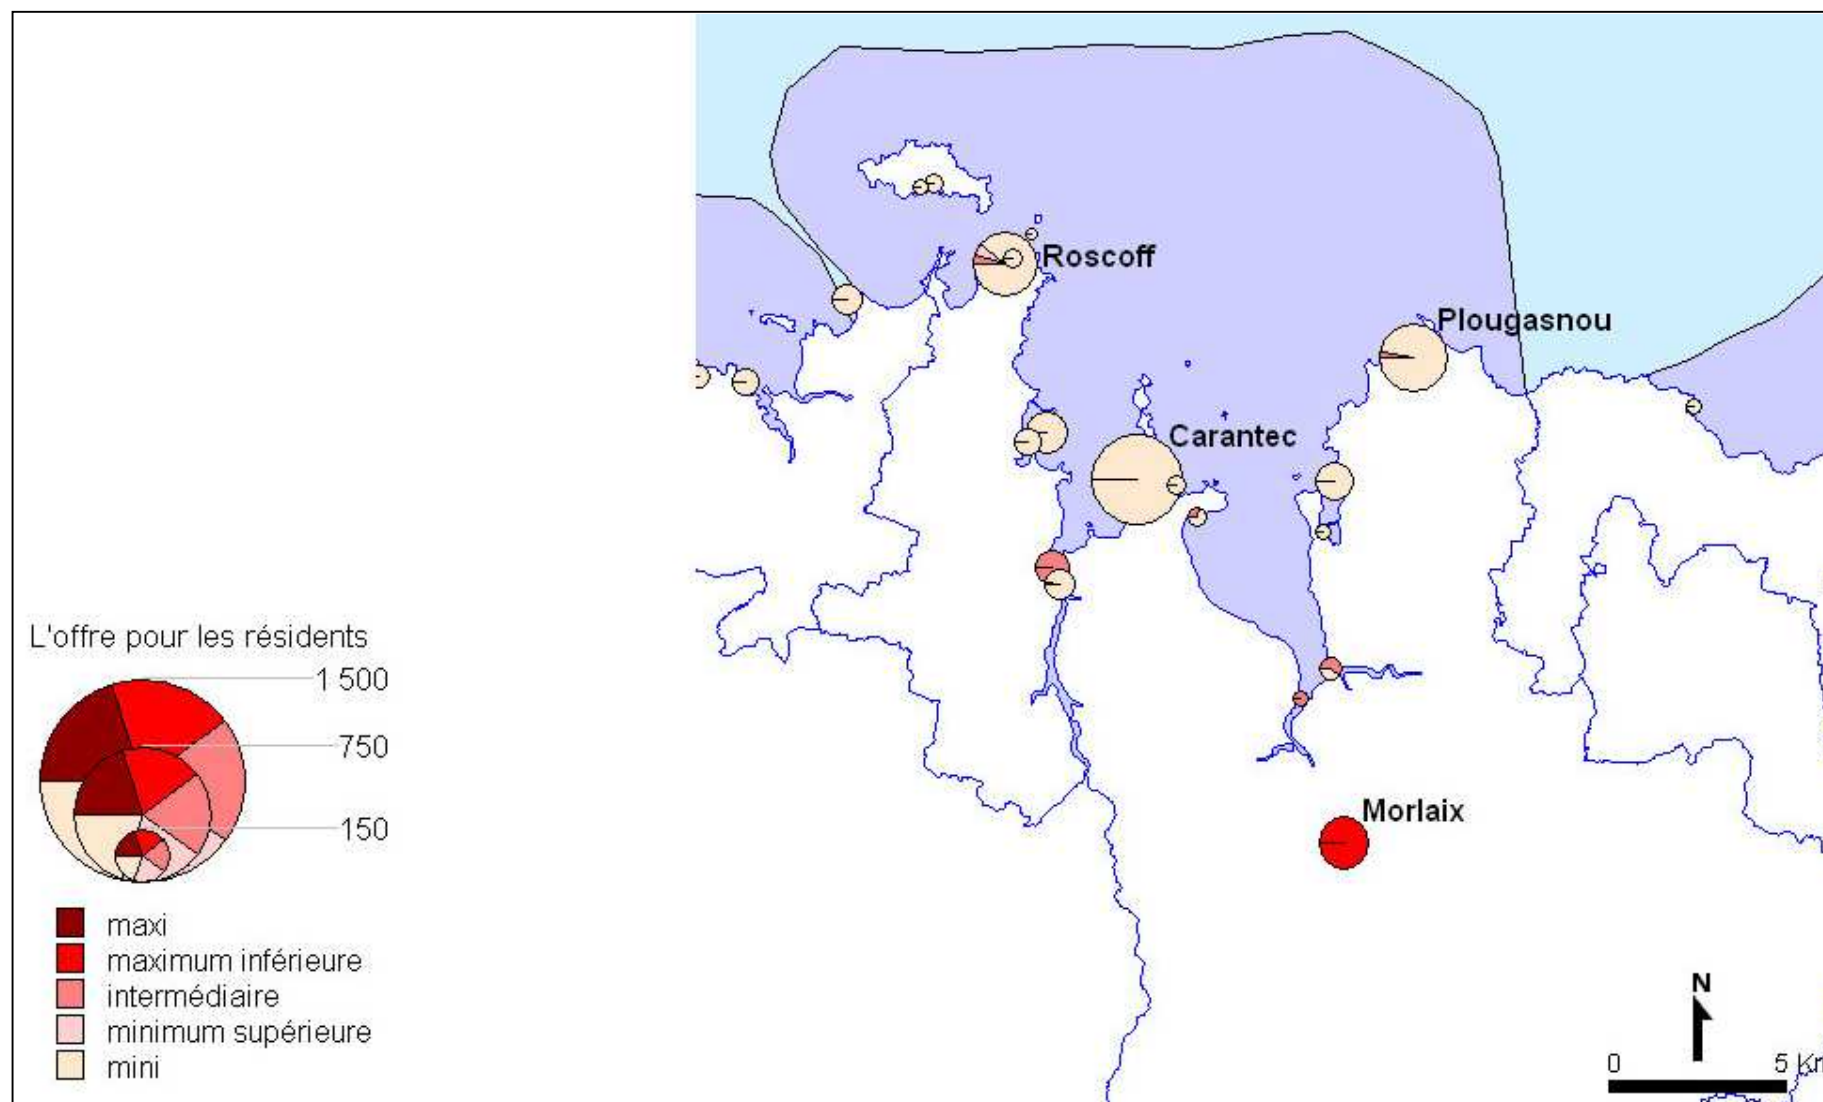 Roscoff
Plougasnou
Carantec
Morlaix
L'offre pour les résidents
1 500
750
150
maxi
maximum inférieure
intermédiaire
minimum supérieure
mini
N
0 5 Kr